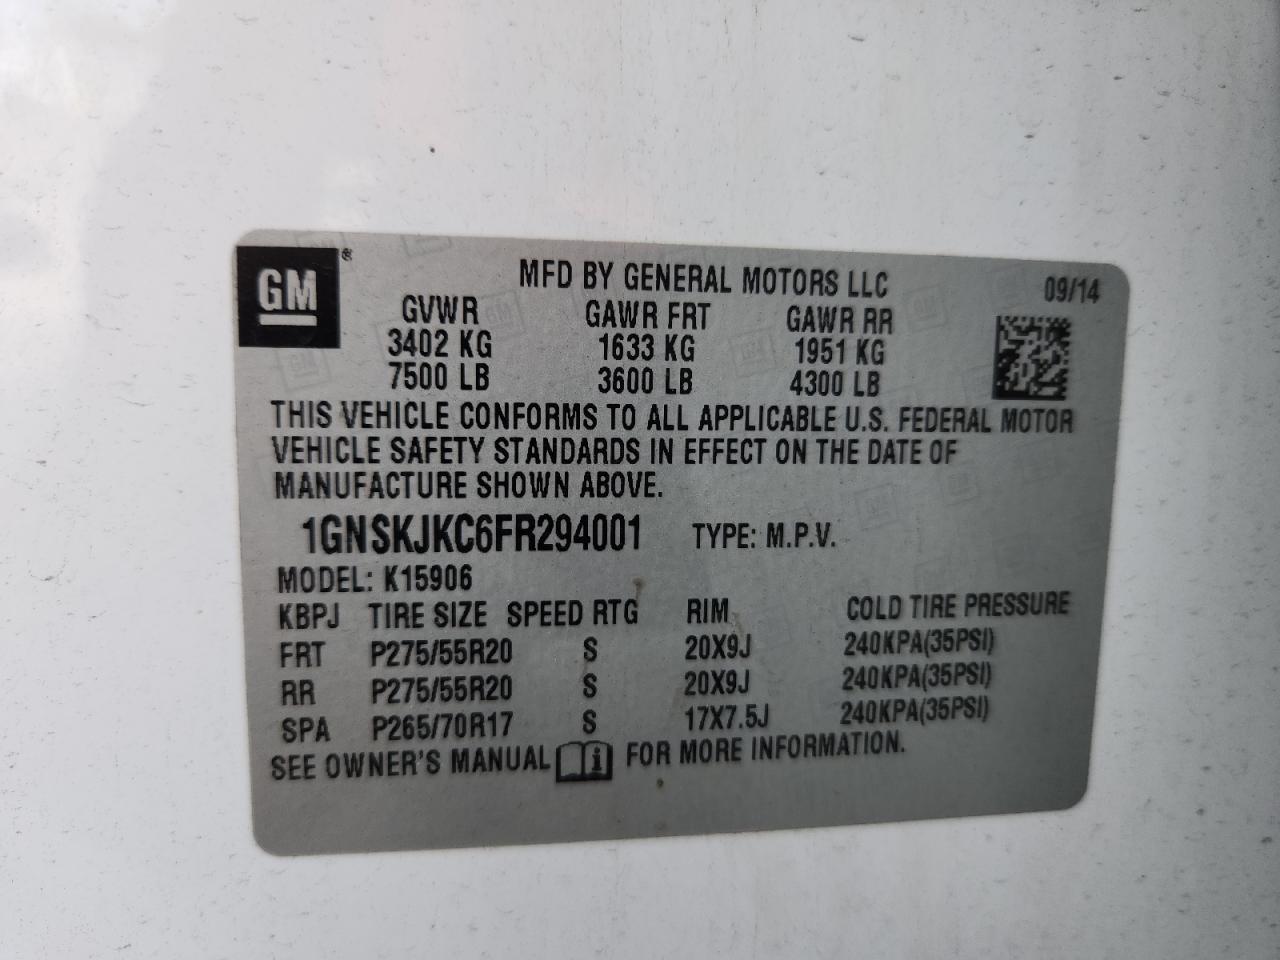 GM ®
MFD BY GENERAL MOTORS LLC 09/14
GVWR GAWR FRT GAWR RR
3402 KG 1633 KG 1951 KG
7500 LB 3600 LB 4300 LB
THIS VEHICLE CONFORMS TO ALL APPLICABLE U.S. FEDERAL MOTOR
VEHICLE SAFETY STANDARDS IN EFFECT ON THE DATE OF
MANUFACTURE SHOWN ABOVE.
1GNSKJKC6FR294001 TYPE: M.P.V.
MODEL: K15906
KBPJ TIRE SIZE SPEED RTG RIM COLD TIRE PRESSURE
FRT P275/55R20 S 20X9J 240KPA(35PSI)
RR P275/55R20 S 20X9J 240KPA(35PSI)
SPA P265/70R17 S 17X7.5J 240KPA(35PSI)
SEE OWNER'S MANUAL i FOR MORE INFORMATION.